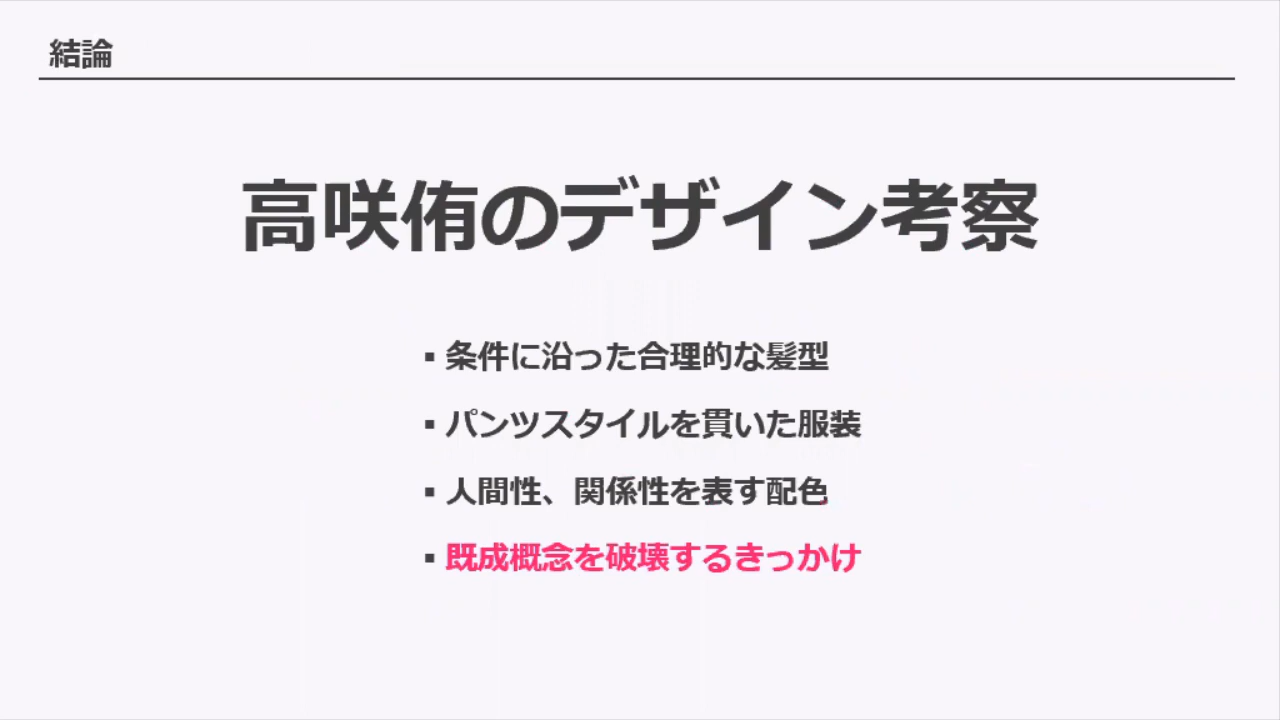 結論
高咲侑のデザイン考察
▪ 条件に沿った合理的な髪型
▪ パンツスタイルを貫いた服装
▪ 人間性、関係性を表す配色
▪ 既成概念を破壊するきっかけ